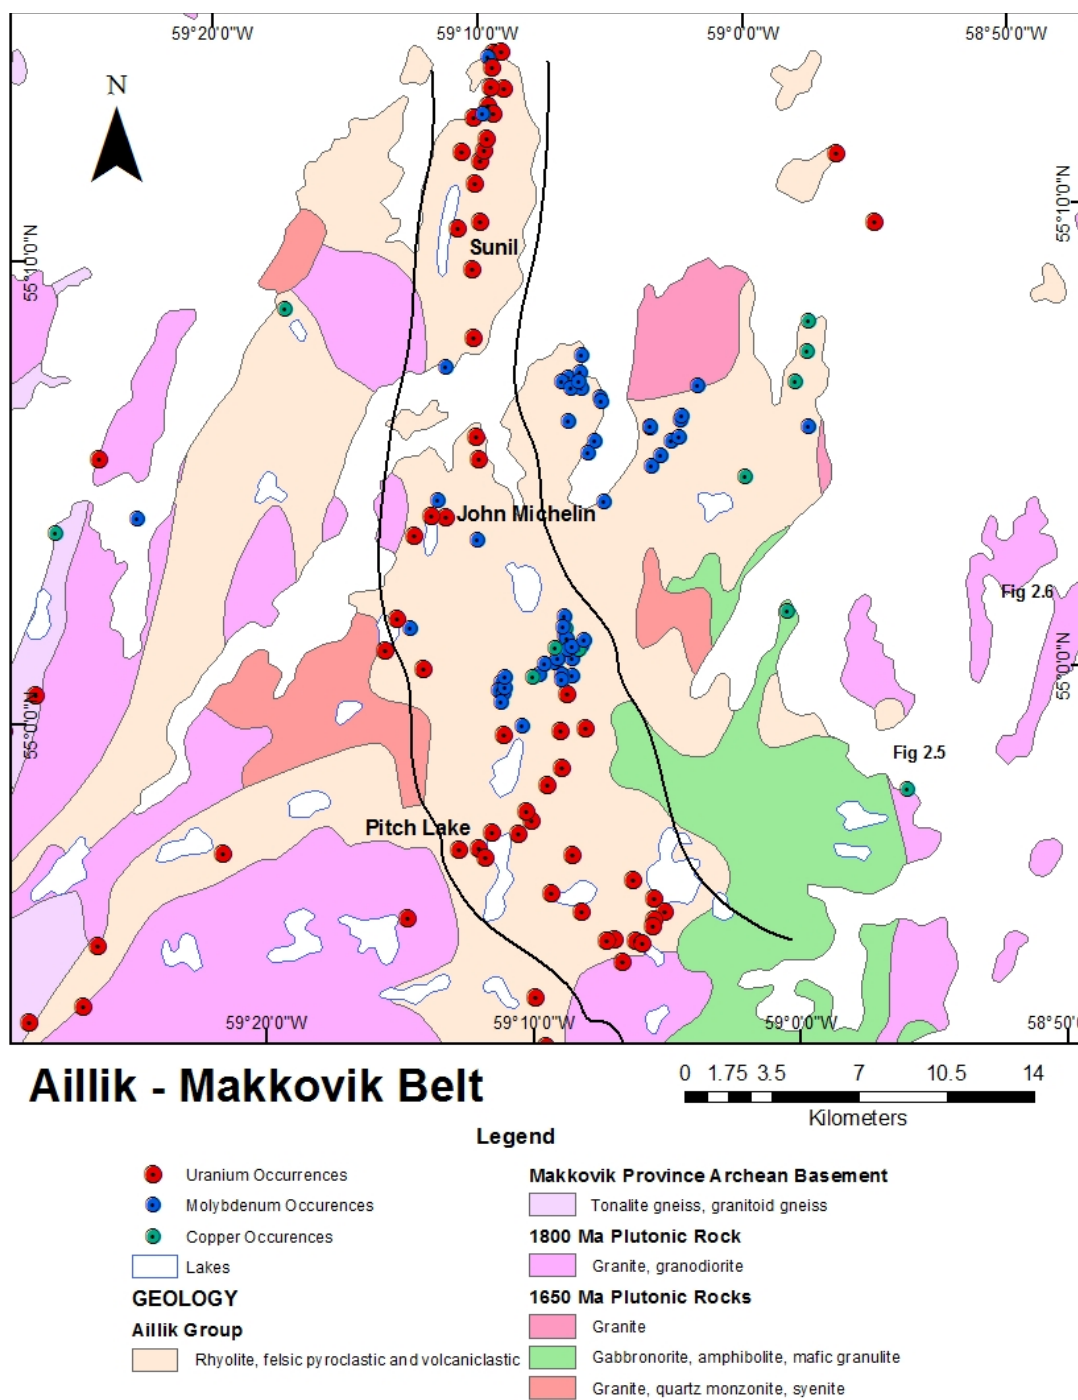 59°20'0"W 59°10'0"W 59°0'0"W 58°50'0"W
N
55°10'0"N
55°10'0"N
Sunil
John Michelin
Fig 2.6
55°0'0"N
55°0'0"N
Fig 2.5
Pitch Lake
59°20'0"W 59°10'0"W 59°0'0"W 58°50'0
Aillik - Makkovik Belt
0 1.75 3.5 7 10.5 14
Kilometers
Legend
Uranium Occurrences
Molybdenum Occurences
Copper Occurences
Lakes
GEOLOGY
Aillik Group
Rhyolite, felsic pyroclastic and volcaniclastic
Makkovik Province Archean Basement
Tonalite gneiss, granitoid gneiss
1800 Ma Plutonic Rock
Granite, granodiorite
1650 Ma Plutonic Rocks
Granite
Gabbronorite, amphibolite, mafic granulite
Granite, quartz monzonite, syenite